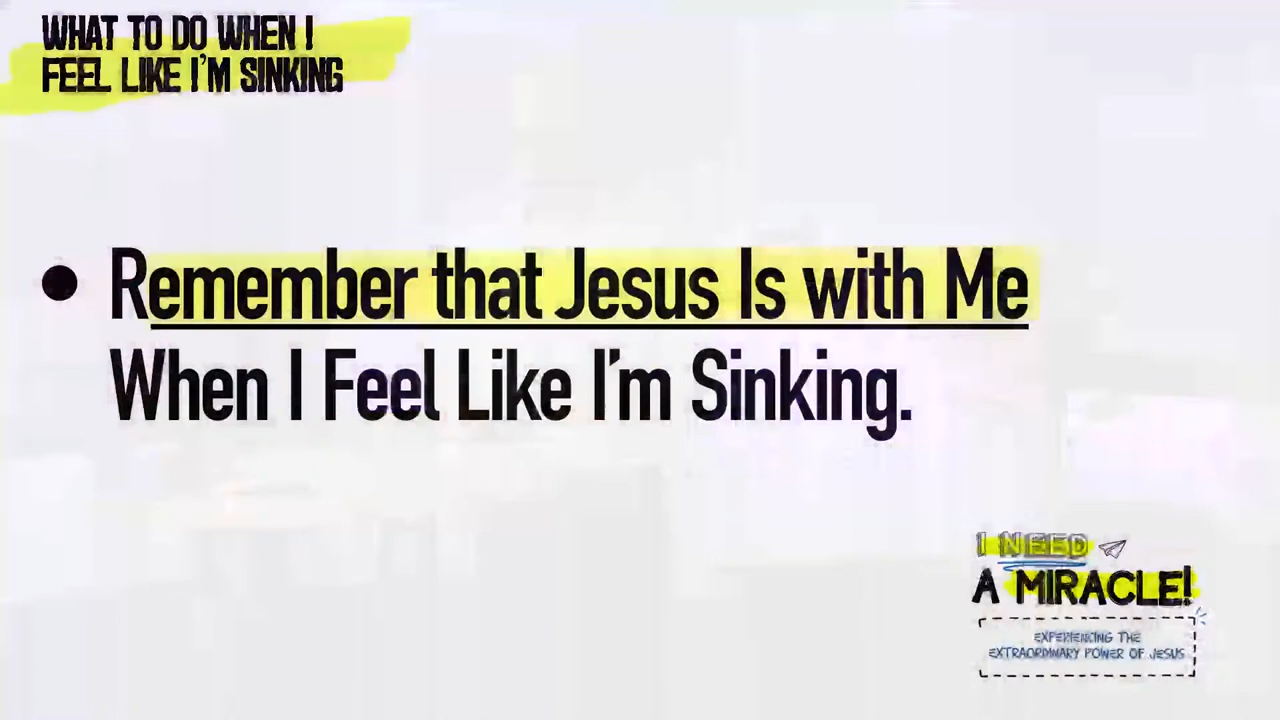 WHAT TO DO WHEN I
FEEL LIKE I'M SINKING
• Remember that Jesus Is with Me
When I Feel Like I'm Sinking.
I NEED
A MIRACLE!
EXPERIENCING THE
EXTRAORDINARY POWER OF JESUS